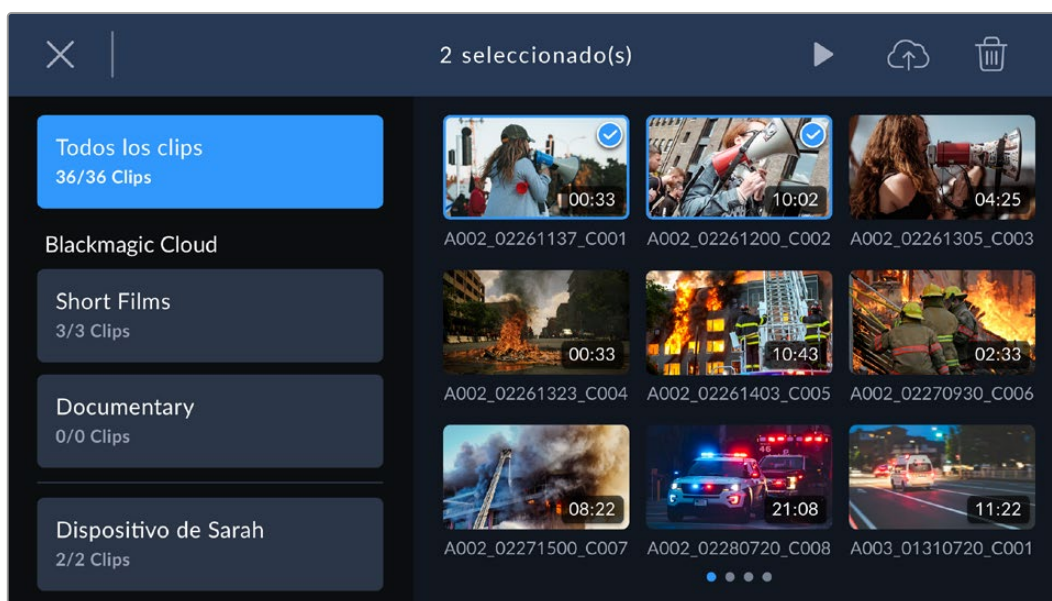 2 seleccionado(s)
Todos los clips
36/36 Clips
Blackmagic Cloud
Short Films
3/3 Clips
Documentary
0/0 Clips
Dispositivo de Sarah
2/2 Clips
00:33
10:02
04:25
A002_02261137_C001
A002_02261200_C002
A002_02261305_C003
00:33
10:43
02:33
A002_02261323_C004
A002_02261403_C005
A002_02270930_C006
46
08:22
21:08
11:22
A002_02271500_C007
A002_02280720_C008
A003_01310720_C001